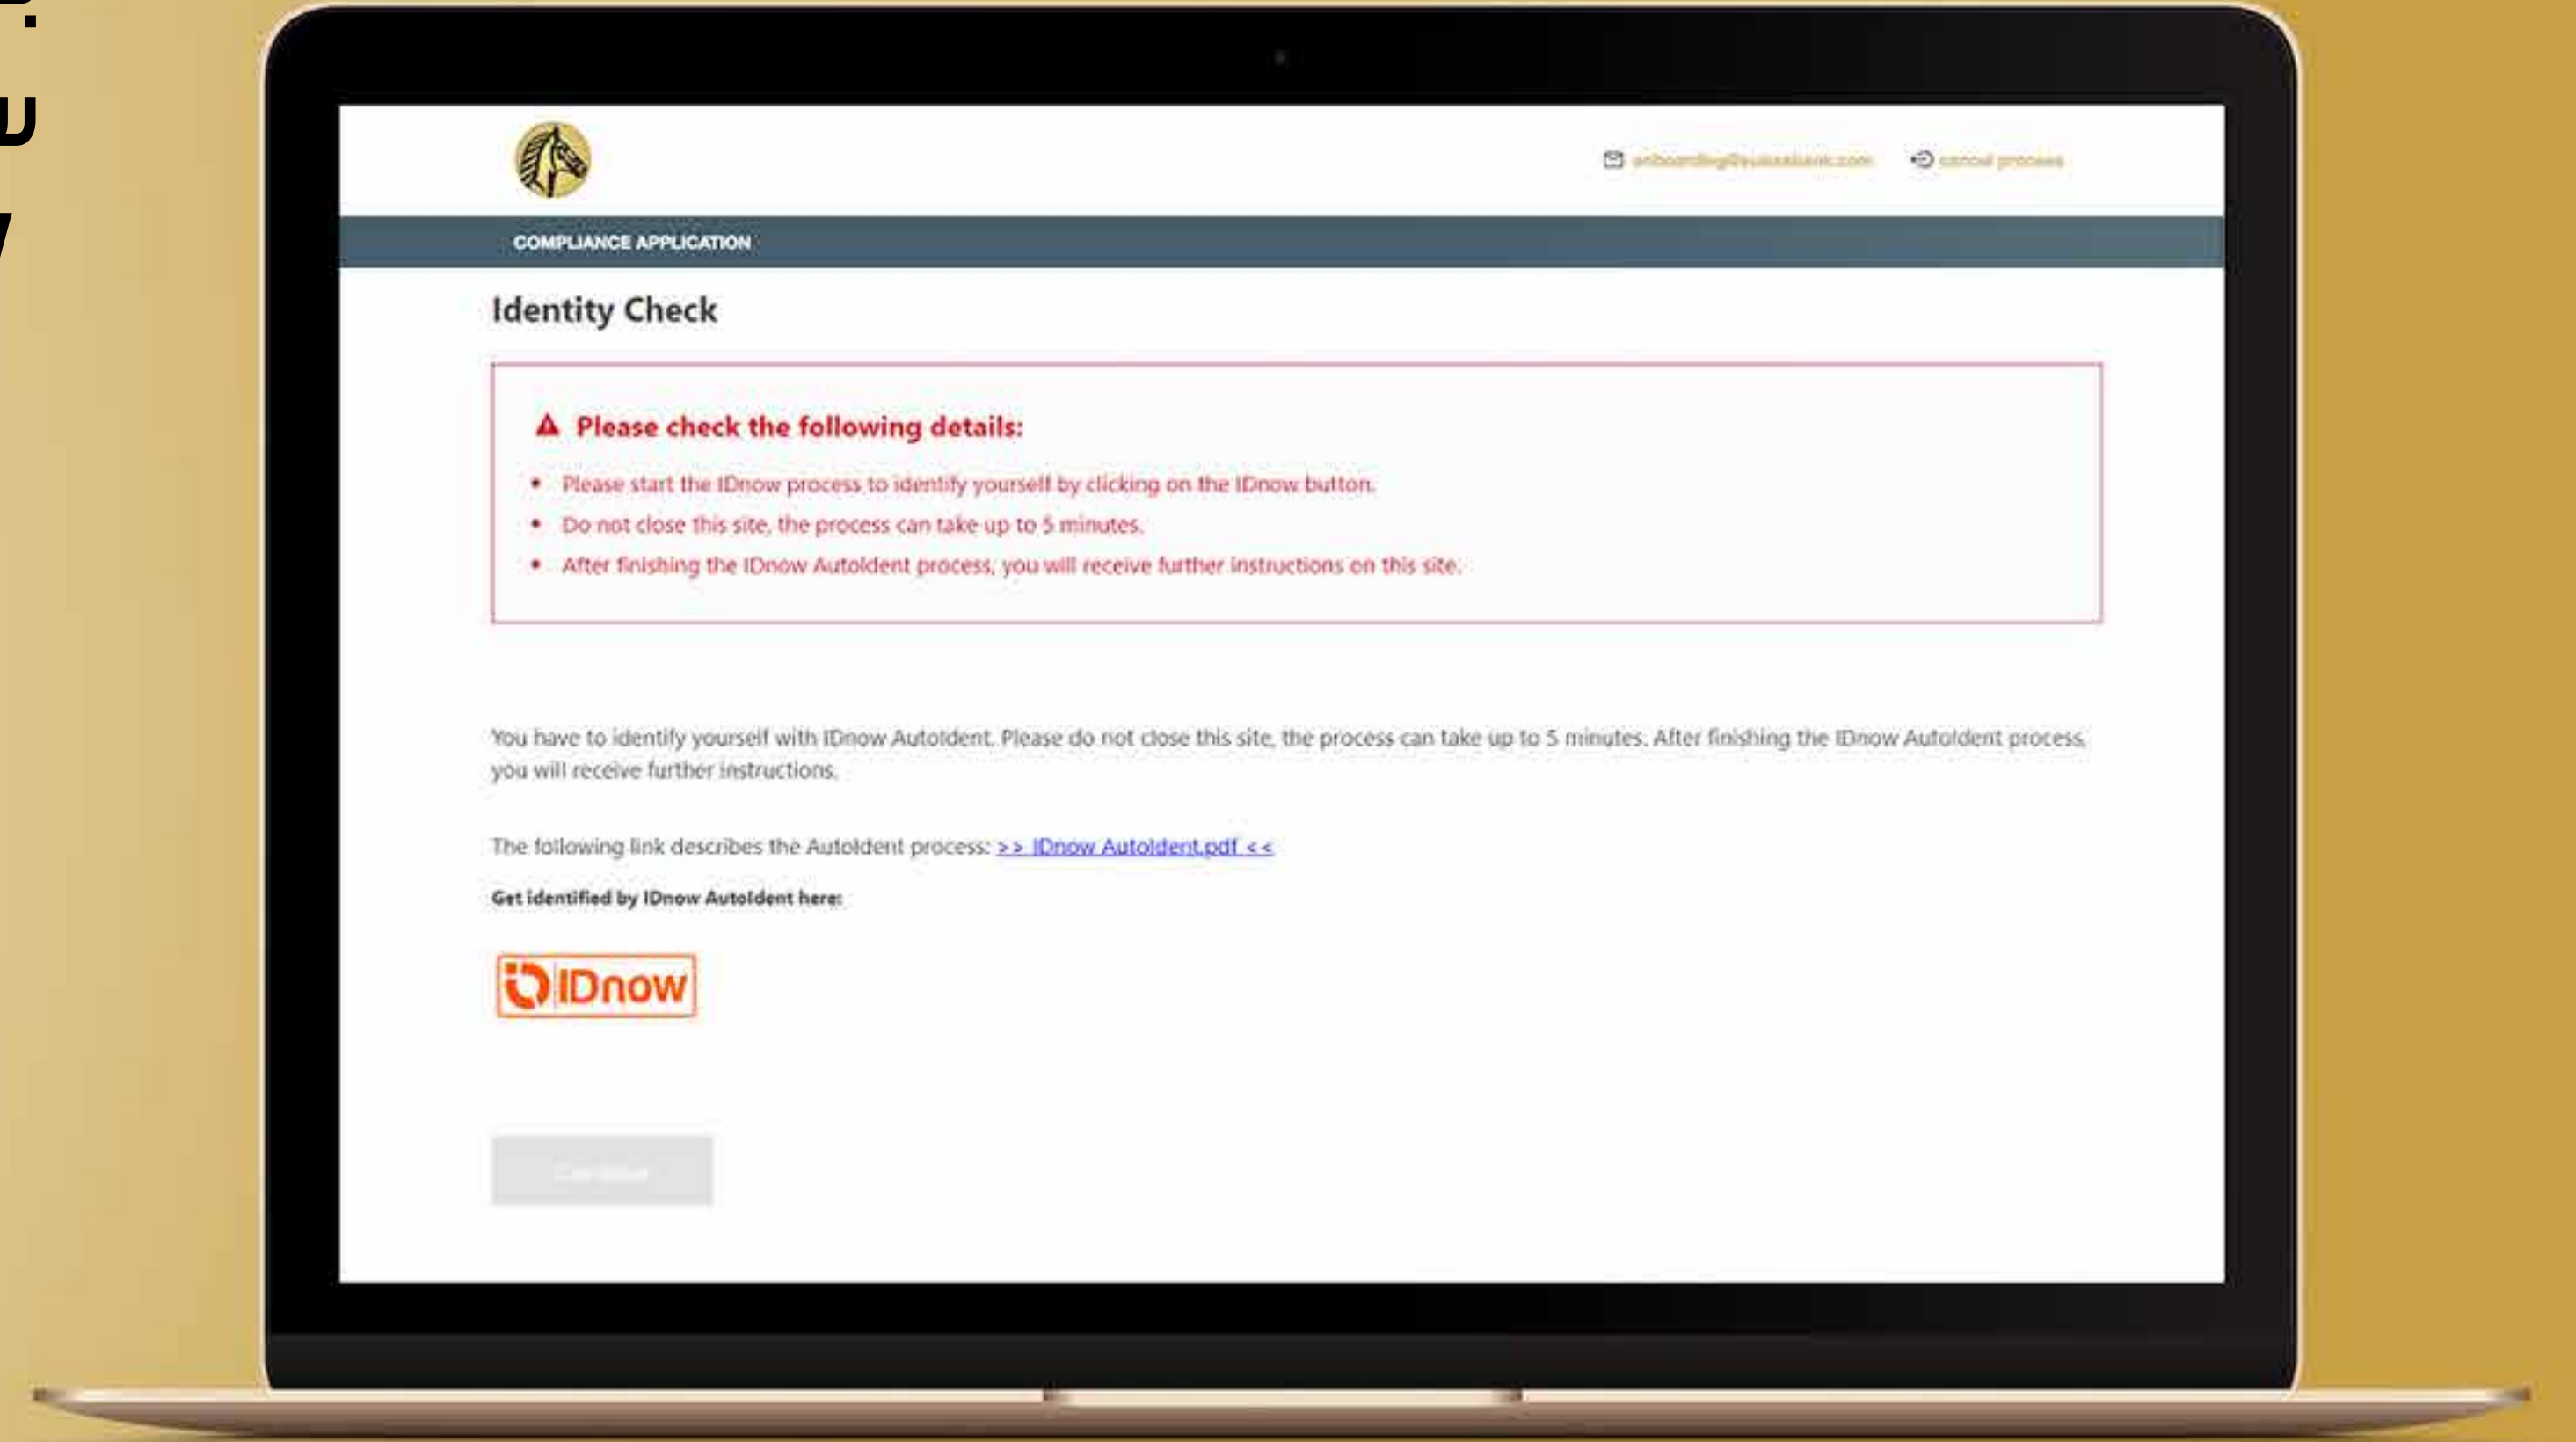 ש
cancel process
COMPLIANCE APPLICATION
Identity Check
Please check the following details:
• Please start the IDnow process to identify yourself by clicking on the IDnow button.
• Do not close this site, the process can take up to 5 minutes.
• After finishing the IDnow AutoIdent process, you will receive further instructions on this site.
You have to identify yourself with IDnow AutoIdent. Please do not close this site, the process can take up to 5 minutes. After finishing the IDnow AutoIdent process,
you will receive further instructions.
The following link describes the AutoIdent process: >> IDnow AutoIdent.pdf <<
Get identified by IDnow AutoIdent here:
IDnow
Continue